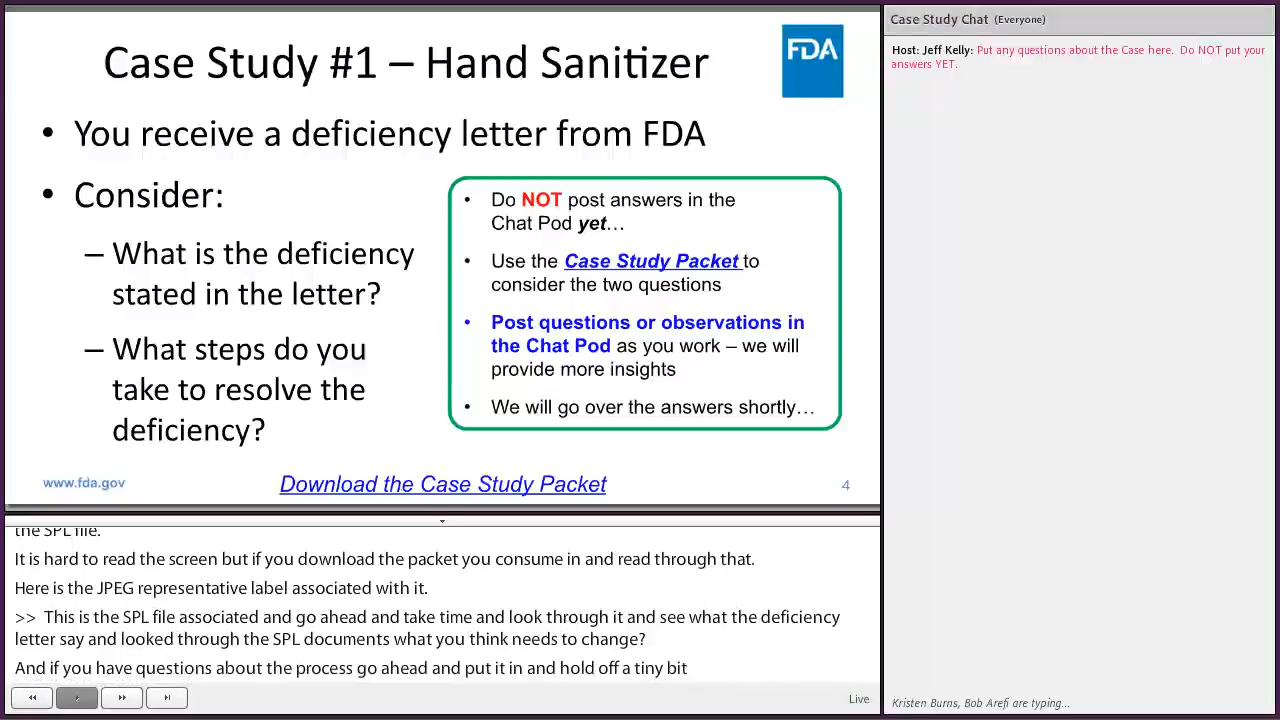 Case Study #1 – Hand Sanitizer
FDA
• You receive a deficiency letter from FDA
• Consider:
– What is the deficiency
stated in the letter?
– What steps do you
take to resolve the
deficiency?
• Do NOT post answers in the
Chat Pod yet…
• Use the Case Study Packet to
consider the two questions
• Post questions or observations in
the Chat Pod as you work – we will
provide more insights
• We will go over the answers shortly…
www.fda.gov
Download the Case Study Packet
4
the SPL file.
It is hard to read the screen but if you download the packet you consume in and read through that.
Here is the JPEG representative label associated with it.
>> This is the SPL file associated and go ahead and take time and look through it and see what the deficiency
letter say and looked through the SPL documents what you think needs to change?
And if you have questions about the process go ahead and put it in and hold off a tiny bit
Live
Case Study Chat (Everyone)
Host: Jeff Kelly: Put any questions about the Case here. Do NOT put your
answers YET.
Kristen Burns, Bob Arefi are typing...